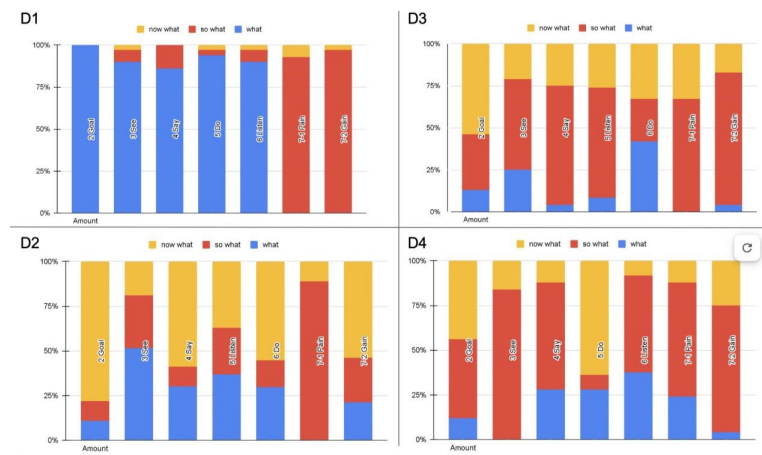 D1
now what so what what
100%
75%
50%
25%
0%
2 Goal
3 See
4 Say
5 Do
6 Listen
7-1 Pain
7-2 Gain
Amount
D3
now what so what what
100%
75%
50%
25%
0%
2 Goal
3 See
4 Say
5 Listen
6 Do
7-1 Pain
7-2 Gain
Amount
D2
now what so what what
100%
75%
50%
25%
0%
2 Goal
3 See
4 Say
5 Listen
6 Do
7-1 Pain
7-2 Gain
Amount
D4
now what so what what
100%
75%
50%
25%
0%
2 Goal
3 See
4 Say
5 Do
6 Listen
7-1 Pain
7-2 Gain
Amount